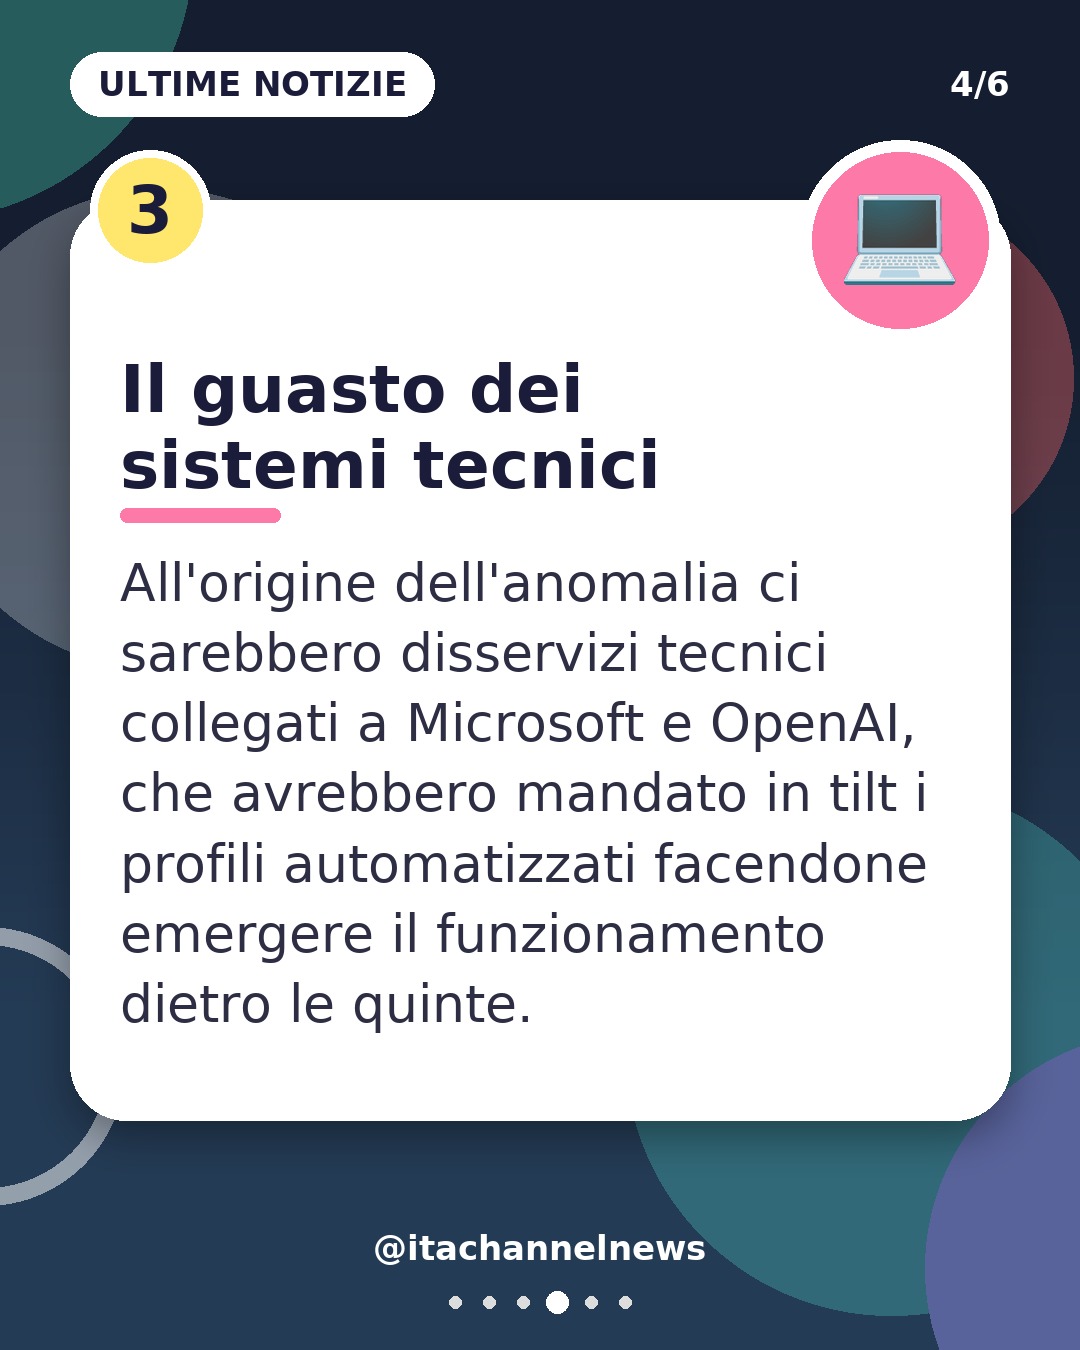 ULTIME NOTIZIE
4/6
3
Il guasto dei
sistemi tecnici
All'origine dell'anomalia ci
sarebbero disservizi tecnici
collegati a Microsoft e OpenAI,
che avrebbero mandato in tilt i
profili automatizzati facendone
emergere il funzionamento
dietro le quinte.
@itachannelnews